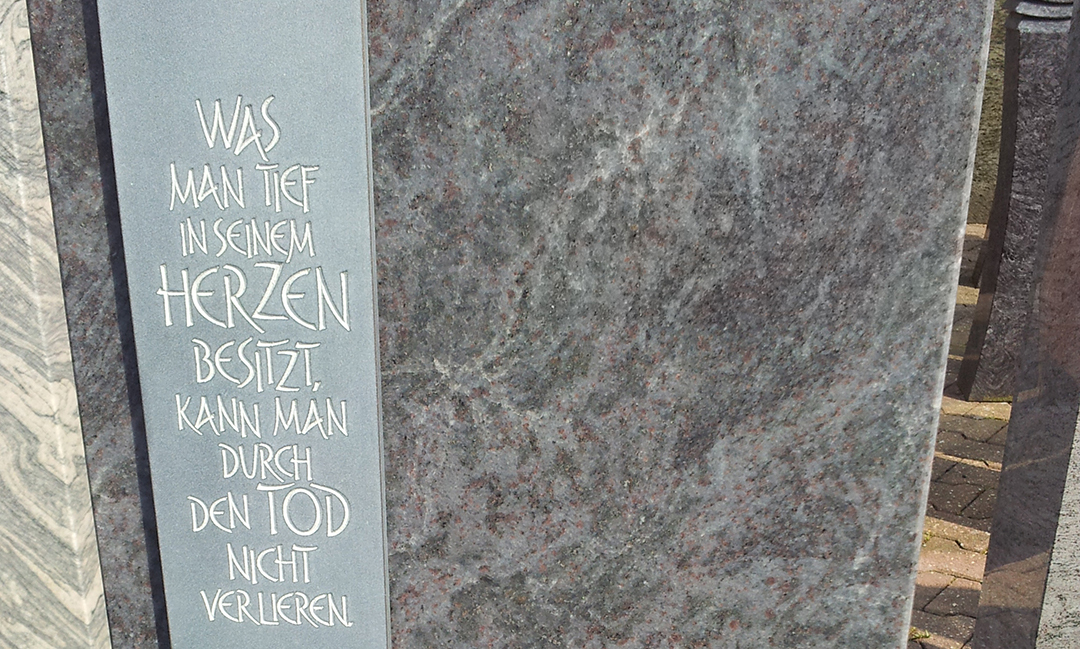 WAS
MAN TIEF
IN SEINEM
HERZEN
BESITZT,
KANN MAN
DURCH
DEN TOD
NICHT
VERLIEREN.